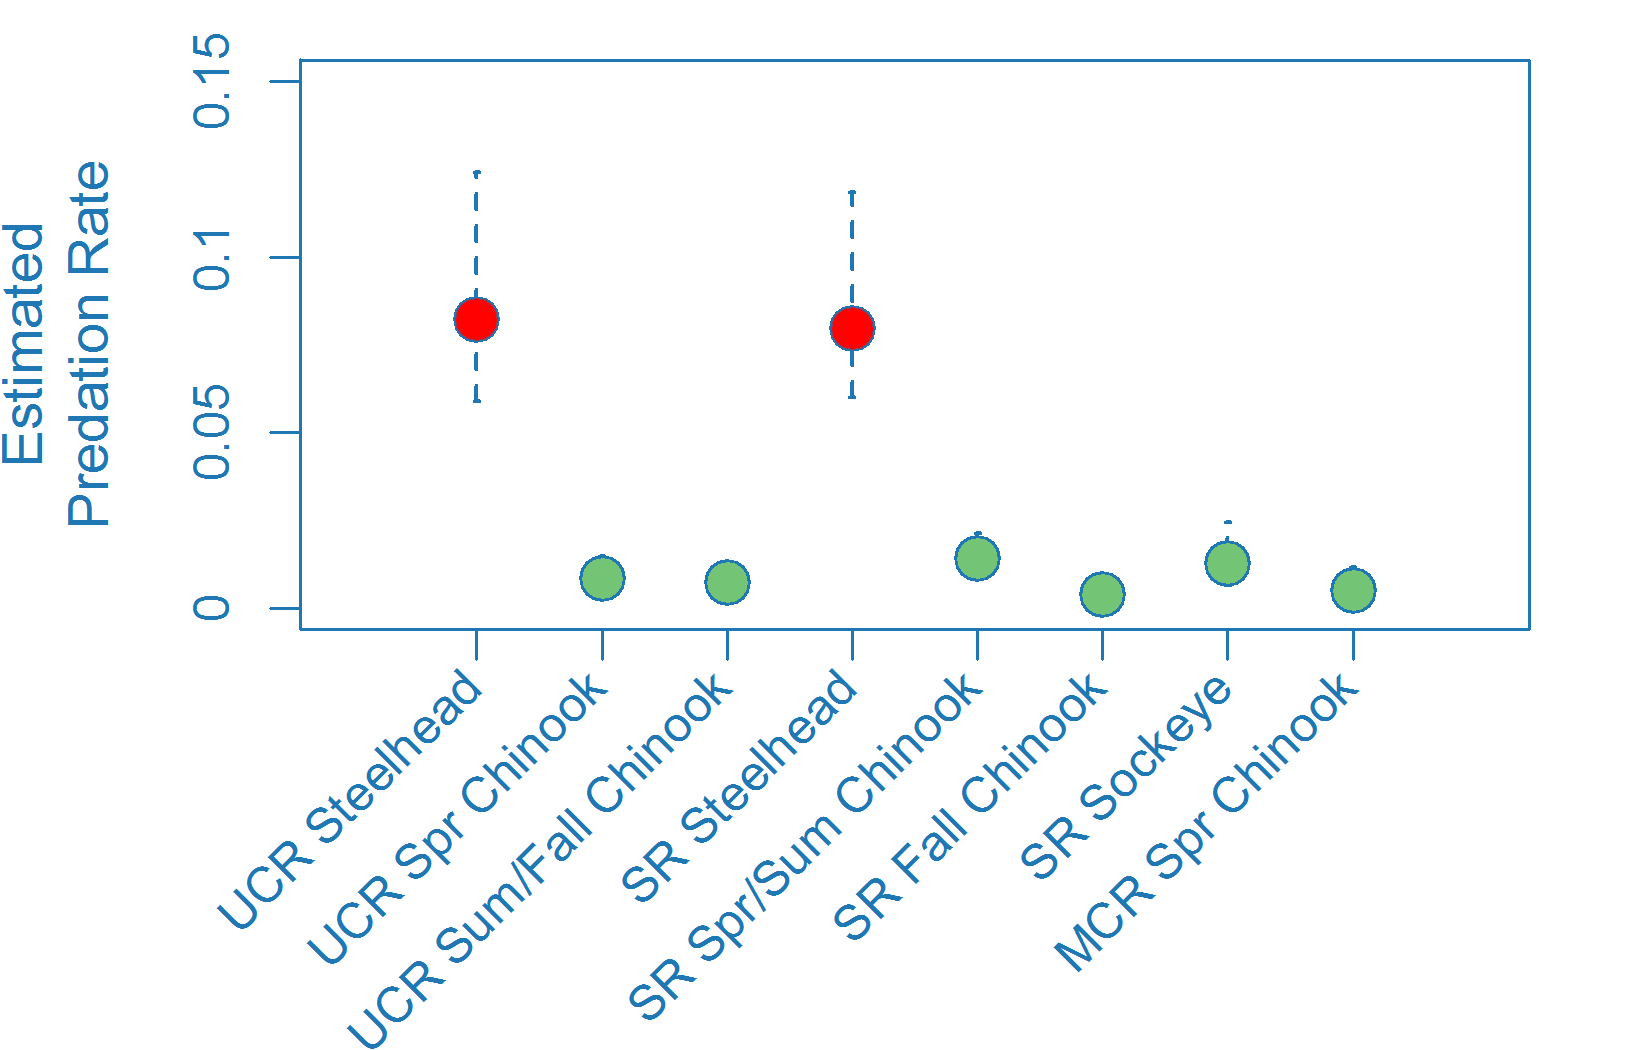 Estimated
Predation Rate
0.15
0.1
0.05
0
UCR Steelhead
UCR Spr Chinook
UCR Sum/Fall Chinook
SR Steelhead
SR Spr/Sum Chinook
SR Fall Chinook
SR Sockeye
MCR Spr Chinook